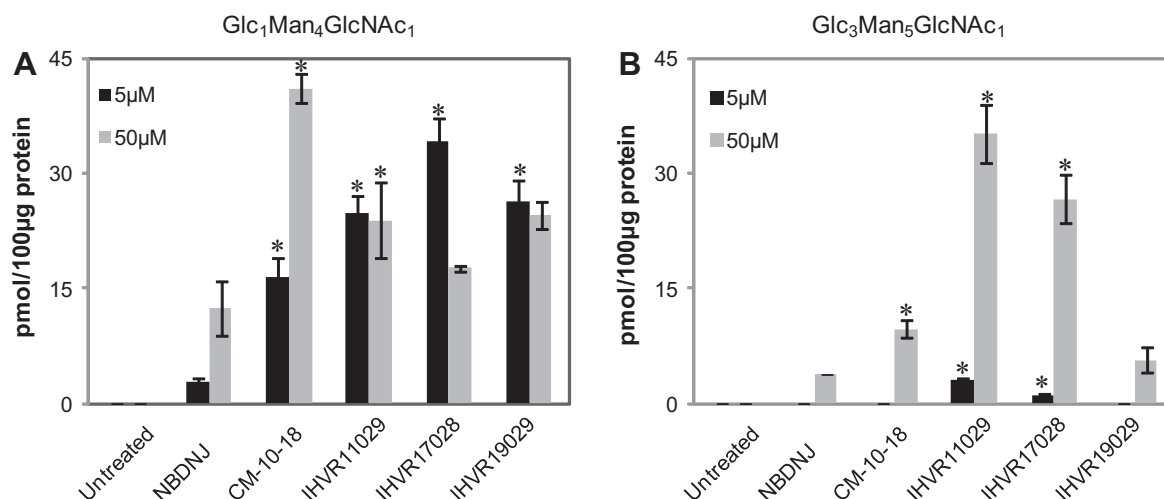 Glc₁Man₄GlcNAc₁
A
45
30
15
0
pmol/100µg protein
5µM
50µM
*
*
*
*
*
*
Untreated
NBDNJ
CM-10-18
IHVR11029
IHVR17028
IHVR19029
Glc₃Man₅GlcNAc₁
B
45
30
15
0
pmol/100µg protein
5µM
50µM
*
*
*
*
*
Untreated
NBDNJ
CM-10-18
IHVR11029
IHVR17028
IHVR19029